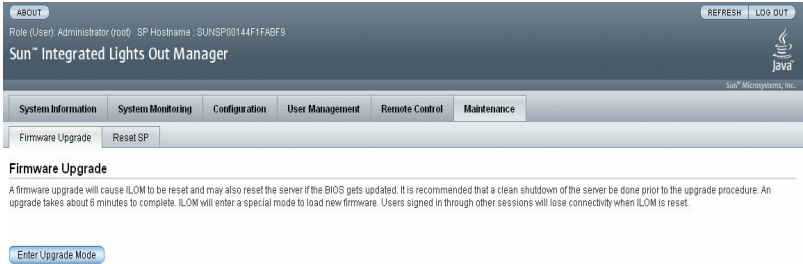 ABOUT
REFRESH LOG OUT
Role (User): Administrator (root) SP Hostname : SUNSP00144F1FABF9
Sun™ Integrated Lights Out Manager
Java™
Sun™ Microsystems, Inc.
System Information System Monitoring Configuration User Management Remote Control Maintenance
Firmware Upgrade Reset SP
Firmware Upgrade
A firmware upgrade will cause ILOM to be reset and may also reset the server if the BIOS gets updated. It is recommended that a clean shutdown of the server be done prior to the upgrade procedure. An
upgrade takes about 6 minutes to complete. ILOM will enter a special mode to load new firmware. Users signed in through other sessions will lose connectivity when ILOM is reset.
Enter Upgrade Mode